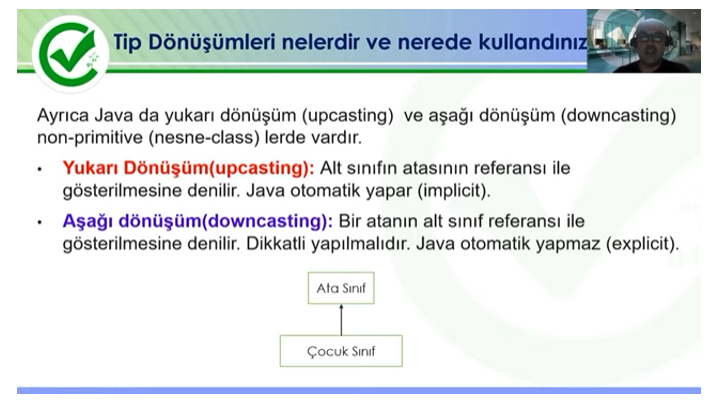 Tip Dönüşümleri nelerdir ve nerede kullandınız
Ayrıca Java da yukarı dönüşüm (upcasting) ve aşağı dönüşüm (downcasting)
non-primitive (nesne-class) lerde vardır.
• Yukarı Dönüşüm(upcasting): Alt sınıfın atasının referansı ile
gösterilmesine denilir. Java otomatik yapar (implicit).
• Aşağı dönüşüm(downcasting): Bir atanın alt sınıf referansı ile
gösterilmesine denilir. Dikkatli yapılmalıdır. Java otomatik yapmaz (explicit).
Ata Sınıf
Çocuk Sınıf